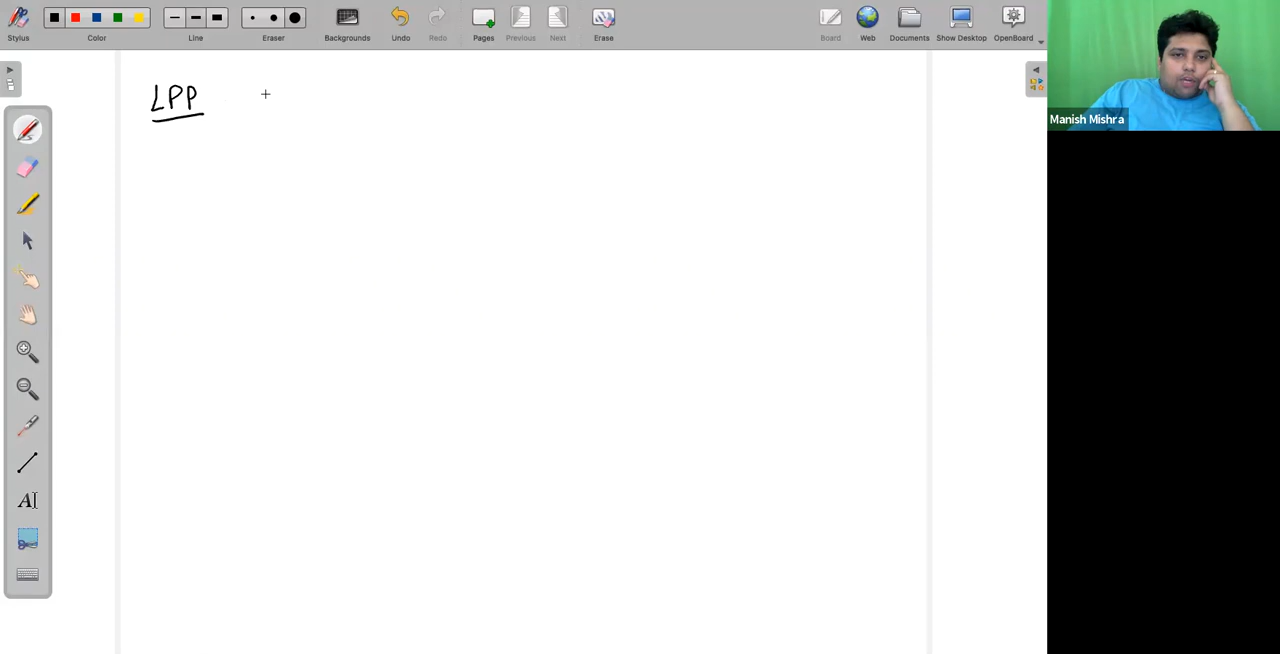 Stylus Color Line Eraser Backgrounds Undo Redo Pages Previous Next Erase Board Web Documents Show Desktop OpenBoard
LPP
Manish Mishra
A